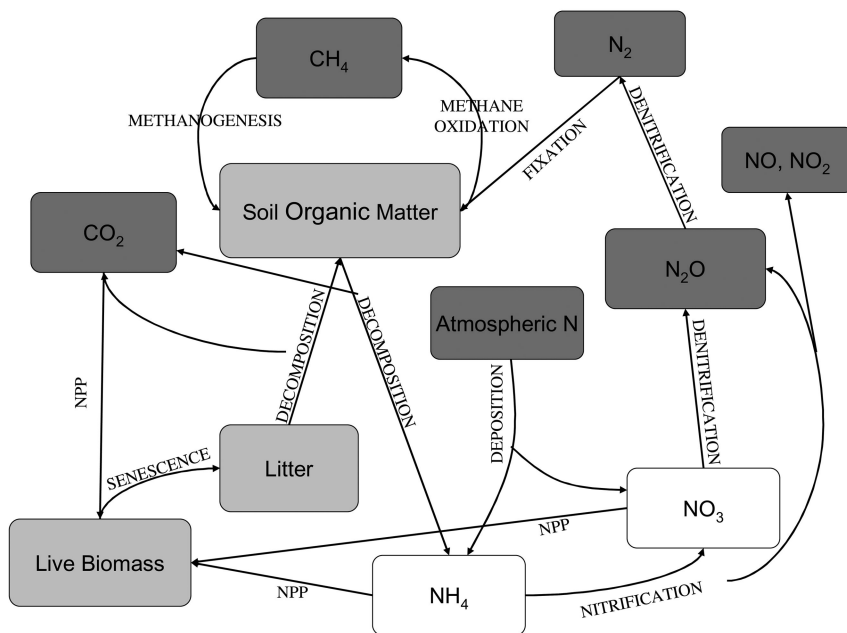 CH₄
N₂
METHANOGENESIS
METHANE
OXIDATION
FIXATION
DENITRIFICATION
NO, NO₂
Soil Organic Matter
CO₂
N₂O
Atmospheric N
DECOMPOSITION
DECOMPOSITION
NPP
DEPOSITION
DENITRIFICATION
SENESCENCE
Litter
NO₃
NPP
Live Biomass
NPP
NH₄
NITRIFICATION